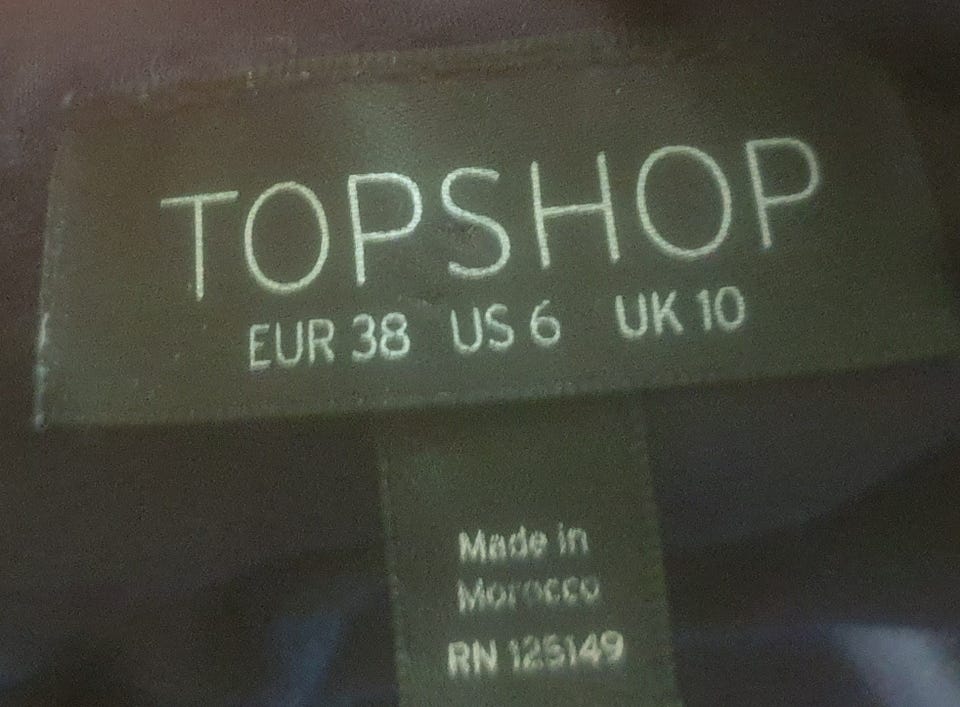 TOPSHOP
EUR 38 US 6 UK 10
Made in
Morocco
RN 125149